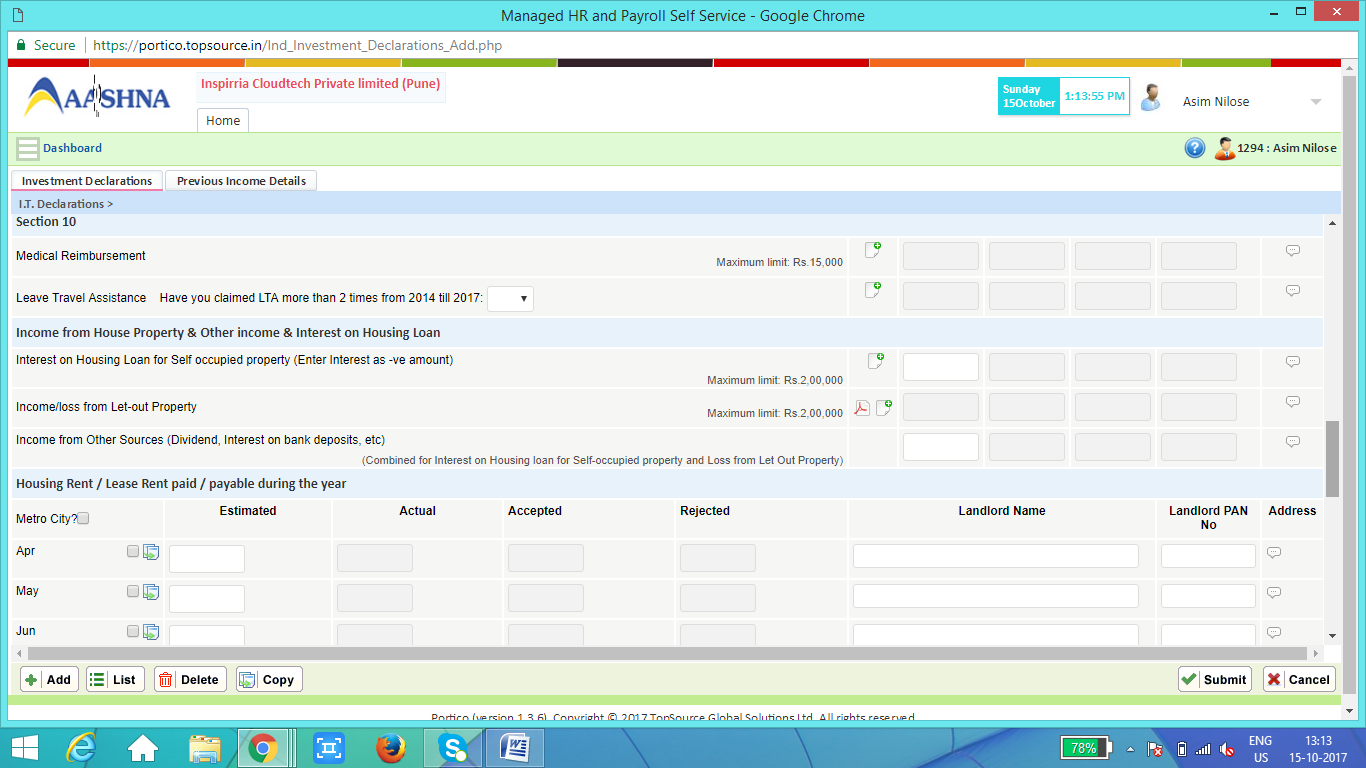 Managed HR and Payroll Self Service - Google Chrome
Secure https://portico.topsource.in/Ind_Investment_Declarations_Add.php
AASHNA
Inspirria Cloudtech Private limited (Pune)
Home
Sunday
15October
1:13:55 PM
Asim Nilose
Dashboard
1294 : Asim Nilose
Investment Declarations
Previous Income Details
I.T. Declarations >
Section 10
Medical Reimbursement
Maximum limit: Rs.15,000
Leave Travel Assistance Have you claimed LTA more than 2 times from 2014 till 2017:
Income from House Property & Other income & Interest on Housing Loan
Interest on Housing Loan for Self occupied property (Enter Interest as -ve amount)
Maximum limit: Rs.2,00,000
Income/loss from Let-out Property
Maximum limit: Rs.2,00,000
Income from Other Sources (Dividend, Interest on bank deposits, etc)
(Combined for Interest on Housing loan for Self-occupied property and Loss from Let Out Property)
Housing Rent / Lease Rent paid / payable during the year
Metro City? Estimated Actual Accepted Rejected Landlord Name Landlord PAN No Address
Apr
May
Jun
Add List Delete Copy Submit Cancel
Portico (version 1.3.6). Copyright © 2017 TopSource Global Solutions Ltd. All rights reserved
78%
ENG
US
13:13
15-10-2017